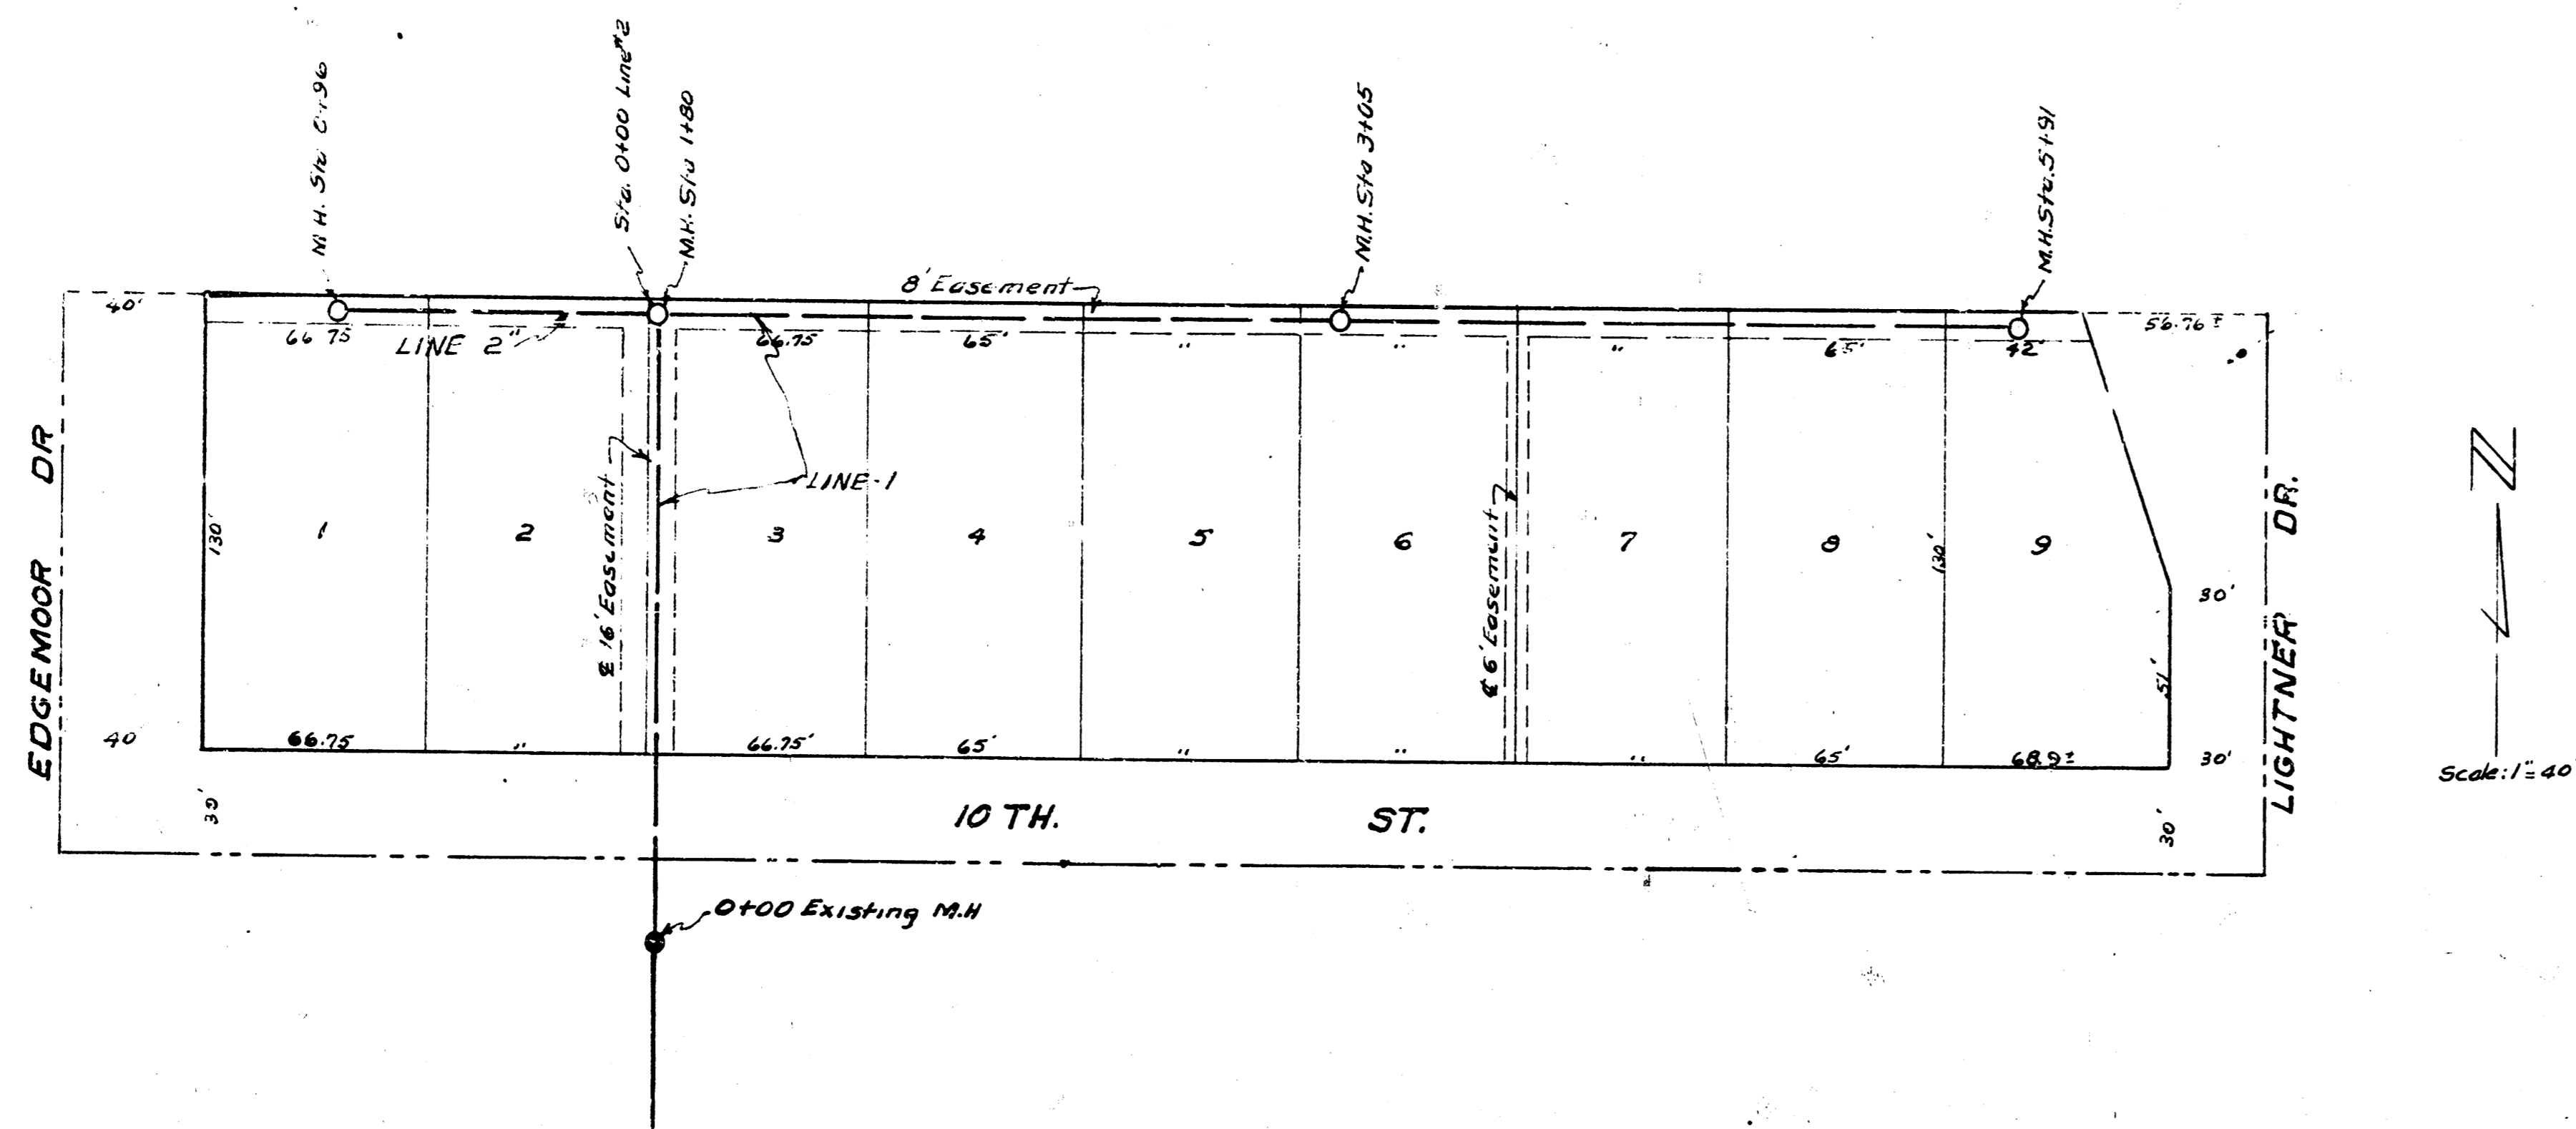 M.H. Sta 0+96
Sta. 0+00 Line #2
M.H. Sta 1+80
M.H. Sta 3+05
M.H. Sta. 5+91
40'
8' Easement
56.76 ±
66.75
LINE 2
66.75
65'
"
"
"
65'
42'
EDGEMOOR DR
130'
1
2
℄ 16' Easement
LINE-1
3
4
5
6
℄ 6' Easement
7
8
130'
9
30'
51'
LIGHTNER DR.
N
Scale: 1"=40'
40
66.75
"
66.75'
65'
"
"
"
65'
68.9±
30'
30'
10 TH. ST.
30'
0+00 Existing M.H